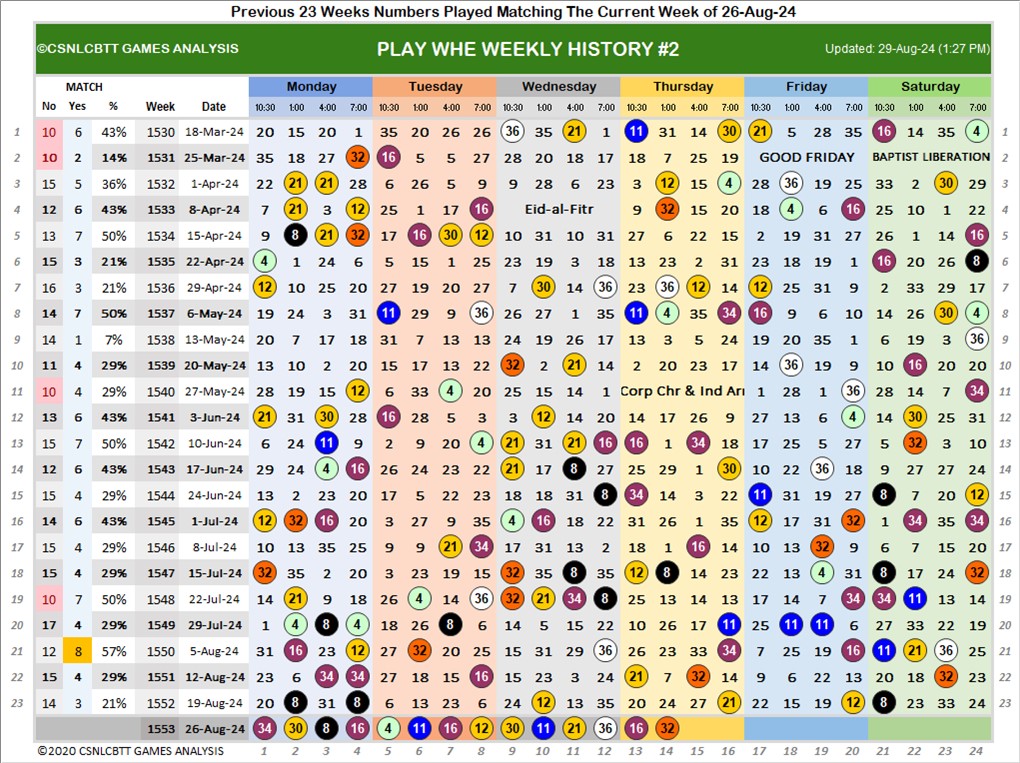 Previous 23 Weeks Numbers Played Matching The Current Week of 26-Aug-24
©CSNLCBTT GAMES ANALYSIS PLAY WHE WEEKLY HISTORY #2 Updated: 29-Aug-24 (1:27 PM)
MATCH Monday Tuesday Wednesday Thursday Friday Saturday
No Yes % Week Date 10:30 1:00 4:00 7:00 10:30 1:00 4:00 7:00 10:30 1:00 4:00 7:00 10:30 1:00 4:00 7:00 10:30 1:00 4:00 7:00 10:30 1:00 4:00 7:00
1 10 6 43% 1530 18-Mar-24 20 15 20 1 35 20 26 26 36 35 21 1 11 31 14 30 21 5 28 35 16 14 35 4 1
2 10 2 14% 1531 25-Mar-24 35 18 27 32 16 5 5 27 28 20 18 17 18 7 25 19 GOOD FRIDAY BAPTIST LIBERATION 2
3 15 5 36% 1532 1-Apr-24 22 21 21 28 6 26 5 9 9 28 6 23 3 12 15 4 28 36 19 25 33 2 30 29 3
4 12 6 43% 1533 8-Apr-24 7 21 3 12 25 1 17 16 Eid-al-Fitr 9 32 15 20 18 4 6 16 25 10 1 22 4
5 13 7 50% 1534 15-Apr-24 9 8 21 32 17 16 30 12 10 31 10 31 27 6 22 15 2 19 31 27 26 1 14 16 5
6 15 3 21% 1535 22-Apr-24 4 1 24 6 5 15 1 25 23 19 3 18 13 23 2 31 23 18 19 1 16 20 26 8 6
7 16 3 21% 1536 29-Apr-24 12 10 25 20 27 19 20 27 7 30 14 36 23 36 12 14 12 25 31 9 2 33 29 17 7
8 14 7 50% 1537 6-May-24 19 24 3 31 11 29 9 36 26 27 1 35 11 4 35 34 16 9 6 10 14 26 30 4 8
9 14 1 7% 1538 13-May-24 20 7 17 18 31 7 13 13 24 19 26 17 13 3 5 24 19 20 35 1 6 19 3 36 9
10 11 4 29% 1539 20-May-24 13 10 2 20 15 17 13 22 32 2 21 14 2 20 23 17 14 36 19 9 10 16 20 20 10
11 10 4 29% 1540 27-May-24 28 19 15 12 6 33 4 20 25 15 14 1 Corp Chr & Ind Arr 1 28 1 36 28 14 7 34 11
12 13 6 43% 1541 3-Jun-24 21 31 30 28 16 28 5 3 3 12 14 20 14 17 26 9 27 13 13 4 14 30 25 31 12
13 15 7 50% 1542 10-Jun-24 6 24 11 9 2 9 20 4 21 31 21 16 16 1 34 18 17 25 5 27 5 32 3 10 13
14 12 6 43% 1543 17-Jun-24 29 24 4 16 26 24 23 22 21 17 8 27 25 29 1 30 10 22 36 18 9 27 27 24 14
15 15 4 29% 1544 24-Jun-24 13 2 23 20 17 5 22 23 18 18 31 8 34 14 3 22 11 31 19 27 8 7 20 12 15
16 14 6 43% 1545 1-Jul-24 12 32 16 20 3 27 9 35 4 16 18 22 31 26 1 35 12 17 31 32 1 34 35 34 16
17 15 4 29% 1546 8-Jul-24 10 13 35 25 9 9 21 34 17 31 13 2 18 1 16 14 10 13 32 9 6 7 15 20 17
18 15 4 29% 1547 15-Jul-24 32 35 2 20 3 23 19 15 32 35 8 35 12 8 14 23 22 13 4 31 8 17 24 32 18
19 10 7 50% 1548 22-Jul-24 14 21 9 18 26 4 14 36 32 21 34 8 25 13 14 13 17 14 7 34 34 11 13 14 19
20 17 4 29% 1549 29-Jul-24 1 4 8 4 18 26 8 6 14 5 15 22 10 26 17 11 25 11 11 6 27 33 22 19 20
21 12 8 57% 1550 5-Aug-24 31 16 23 12 27 32 20 25 15 31 29 36 26 23 33 34 7 25 19 16 11 21 36 25 21
22 15 4 29% 1551 12-Aug-24 23 6 34 34 27 18 15 16 15 23 3 24 21 7 32 14 9 6 22 13 20 18 32 23 22
23 14 3 21% 1552 19-Aug-24 20 8 31 8 6 13 23 6 24 12 13 35 20 24 27 21 22 15 19 12 8 23 33 24 23
1553 26-Aug-24 34 30 8 16 4 11 16 12 30 11 21 36 16 32
©2020 CSNLCBTT GAMES ANALYSIS 1 2 3 4 5 6 7 8 9 10 11 12 13 14 15 16 17 18 19 20 21 22 23 24